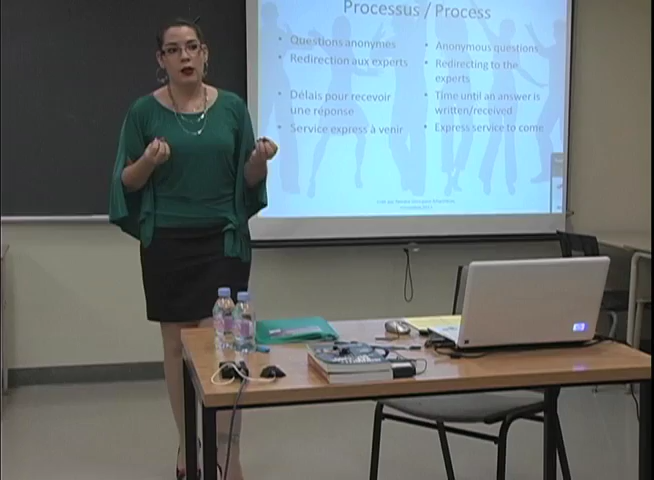 Processus / Process
• Questions anonymes
• Redirection aux experts
• Délais pour recevoir
une réponse
• Service express à venir
• Anonymous questions
• Redirecting to the
experts
• Time until an answer is
written/received
• Express service to come
hp